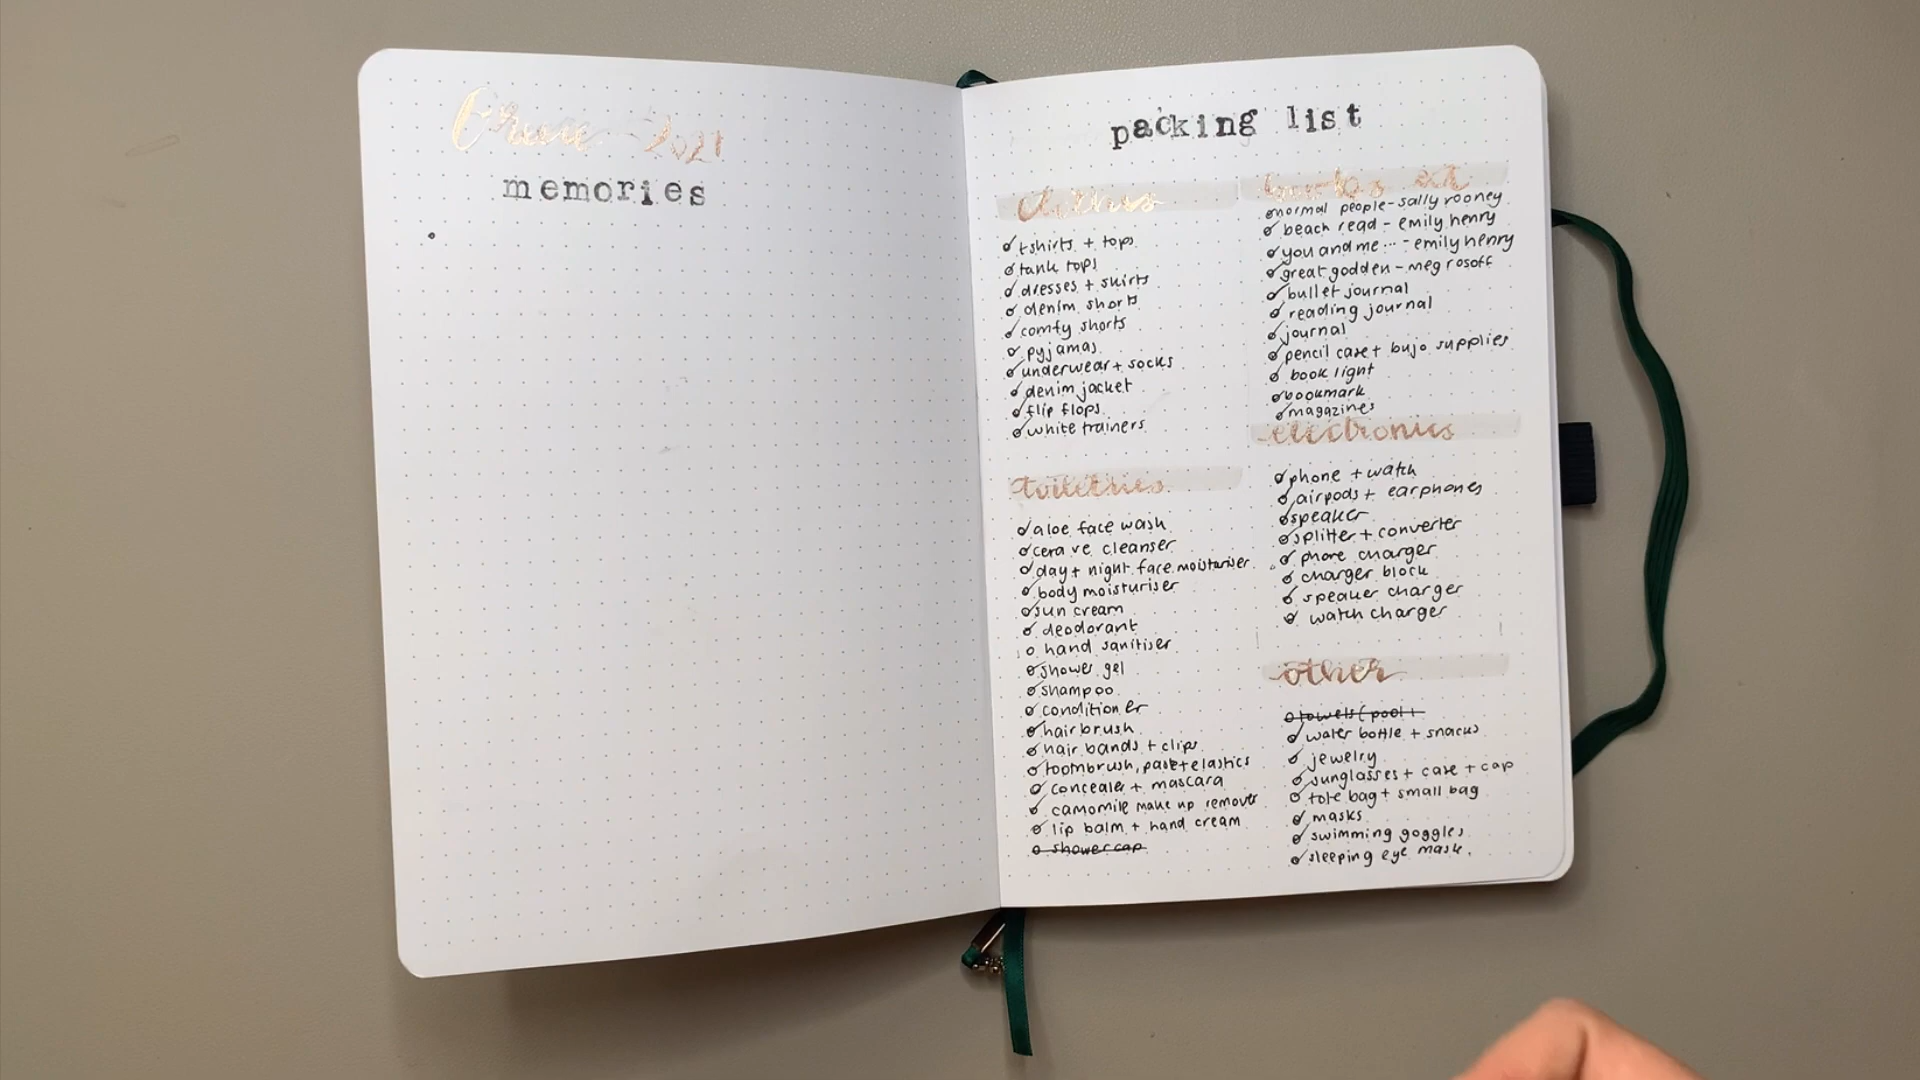 2021
memories
packing list
clothes
tshirts + tops
tank tops
dresses + skirts
denim shorts
comfy shorts
pyjamas
underwear + socks
denim jacket
flip flops
white trainers
toiletries
aloe face wash
cera ve cleanser
day + night face moisturiser
body moisturiser
sun cream
deodorant
hand sanitiser
shower gel
shampoo
conditioner
hairbrush
hair bands + clips
toothbrush, paste + elastics
concealer + mascara
camomile make up remover
lip balm + hand cream
shower cap
books etc
normal people - sally rooney
beach read - emily henry
you and me ... - emily henry
great godden - meg rosoff
bullet journal
reading journal
journal
pencil case + bujo supplies
book light
bookmark
magazines
electronics
phone + watch
airpods + earphones
speaker
splitter + converter
phone charger
charger block
speaker charger
watch charger
other
towels (pool +
water bottle + snacks
jewelry
sunglasses + case + cap
tote bag + small bag
masks
swimming goggles
sleeping eye mask.